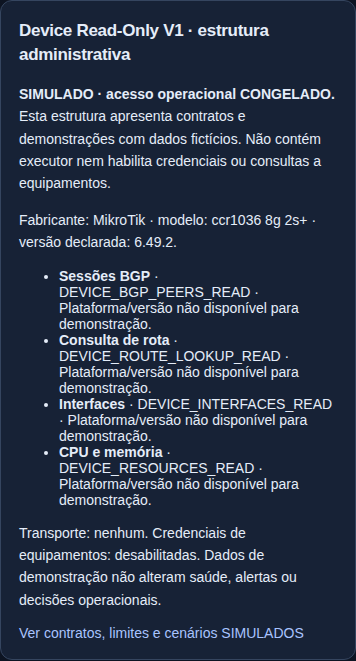 Device Read-Only V1 · estrutura
administrativa
SIMULADO · acesso operacional CONGELADO.
Esta estrutura apresenta contratos e
demonstrações com dados fictícios. Não contém
executor nem habilita credenciais ou consultas a
equipamentos.
Fabricante: MikroTik · modelo: ccr1036 8g 2s+ ·
versão declarada: 6.49.2.
• Sessões BGP ·
DEVICE_BGP_PEERS_READ ·
Plataforma/versão não disponível para
demonstração.
• Consulta de rota ·
DEVICE_ROUTE_LOOKUP_READ ·
Plataforma/versão não disponível para
demonstração.
• Interfaces · DEVICE_INTERFACES_READ
· Plataforma/versão não disponível para
demonstração.
• CPU e memória ·
DEVICE_RESOURCES_READ ·
Plataforma/versão não disponível para
demonstração.
Transporte: nenhum. Credenciais de
equipamentos: desabilitadas. Dados de
demonstração não alteram saúde, alertas ou
decisões operacionais.
Ver contratos, limites e cenários SIMULADOS